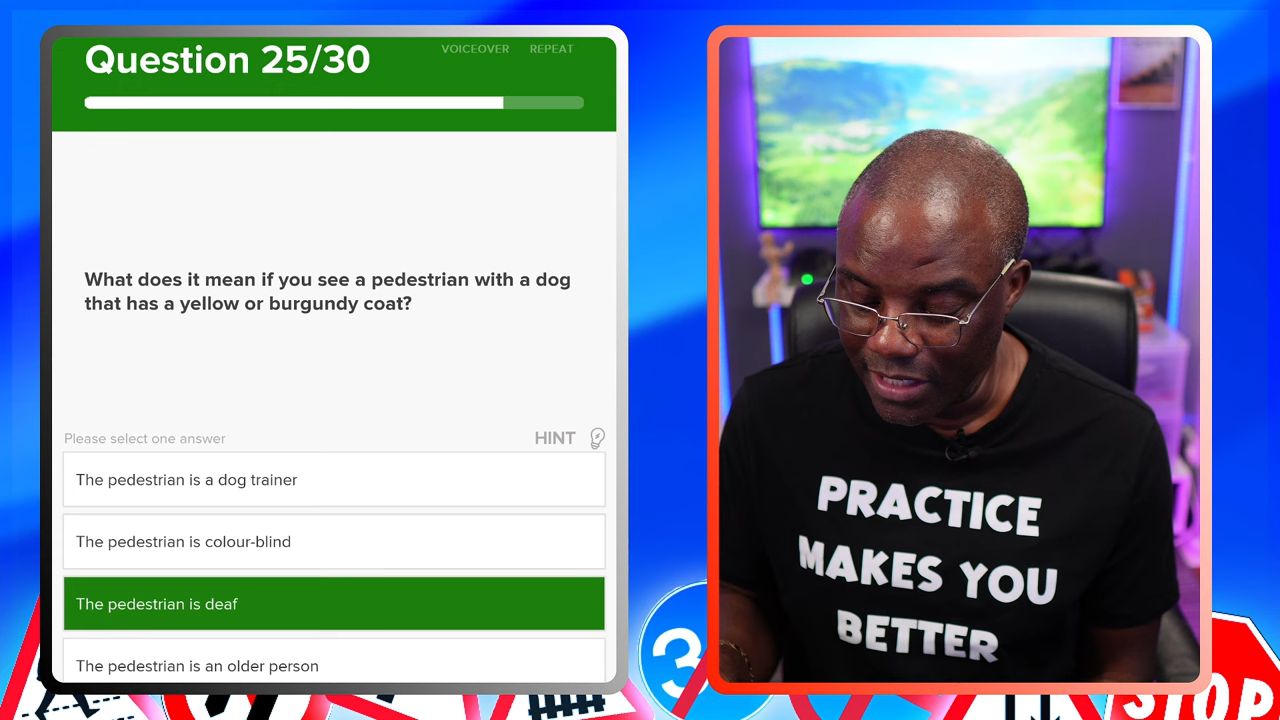 Question 25/30
VOICEOVER
REPEAT
What does it mean if you see a pedestrian with a dog
that has a yellow or burgundy coat?
Please select one answer
HINT
The pedestrian is a dog trainer
The pedestrian is colour-blind
The pedestrian is deaf
The pedestrian is an older person
PRACTICE
MAKES YOU
BETTER
3
STOP